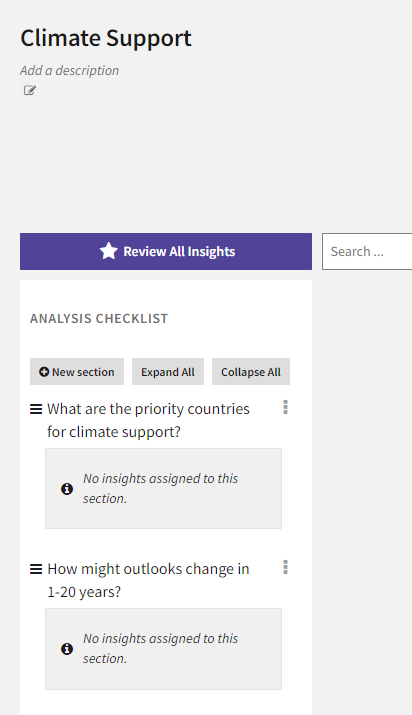 Climate Support
Add a description
Review All Insights
Search ...
ANALYSIS CHECKLIST
New section
Expand All
Collapse All
What are the priority countries
for climate support?
No insights assigned to this
section.
How might outlooks change in
1-20 years?
No insights assigned to this
section.